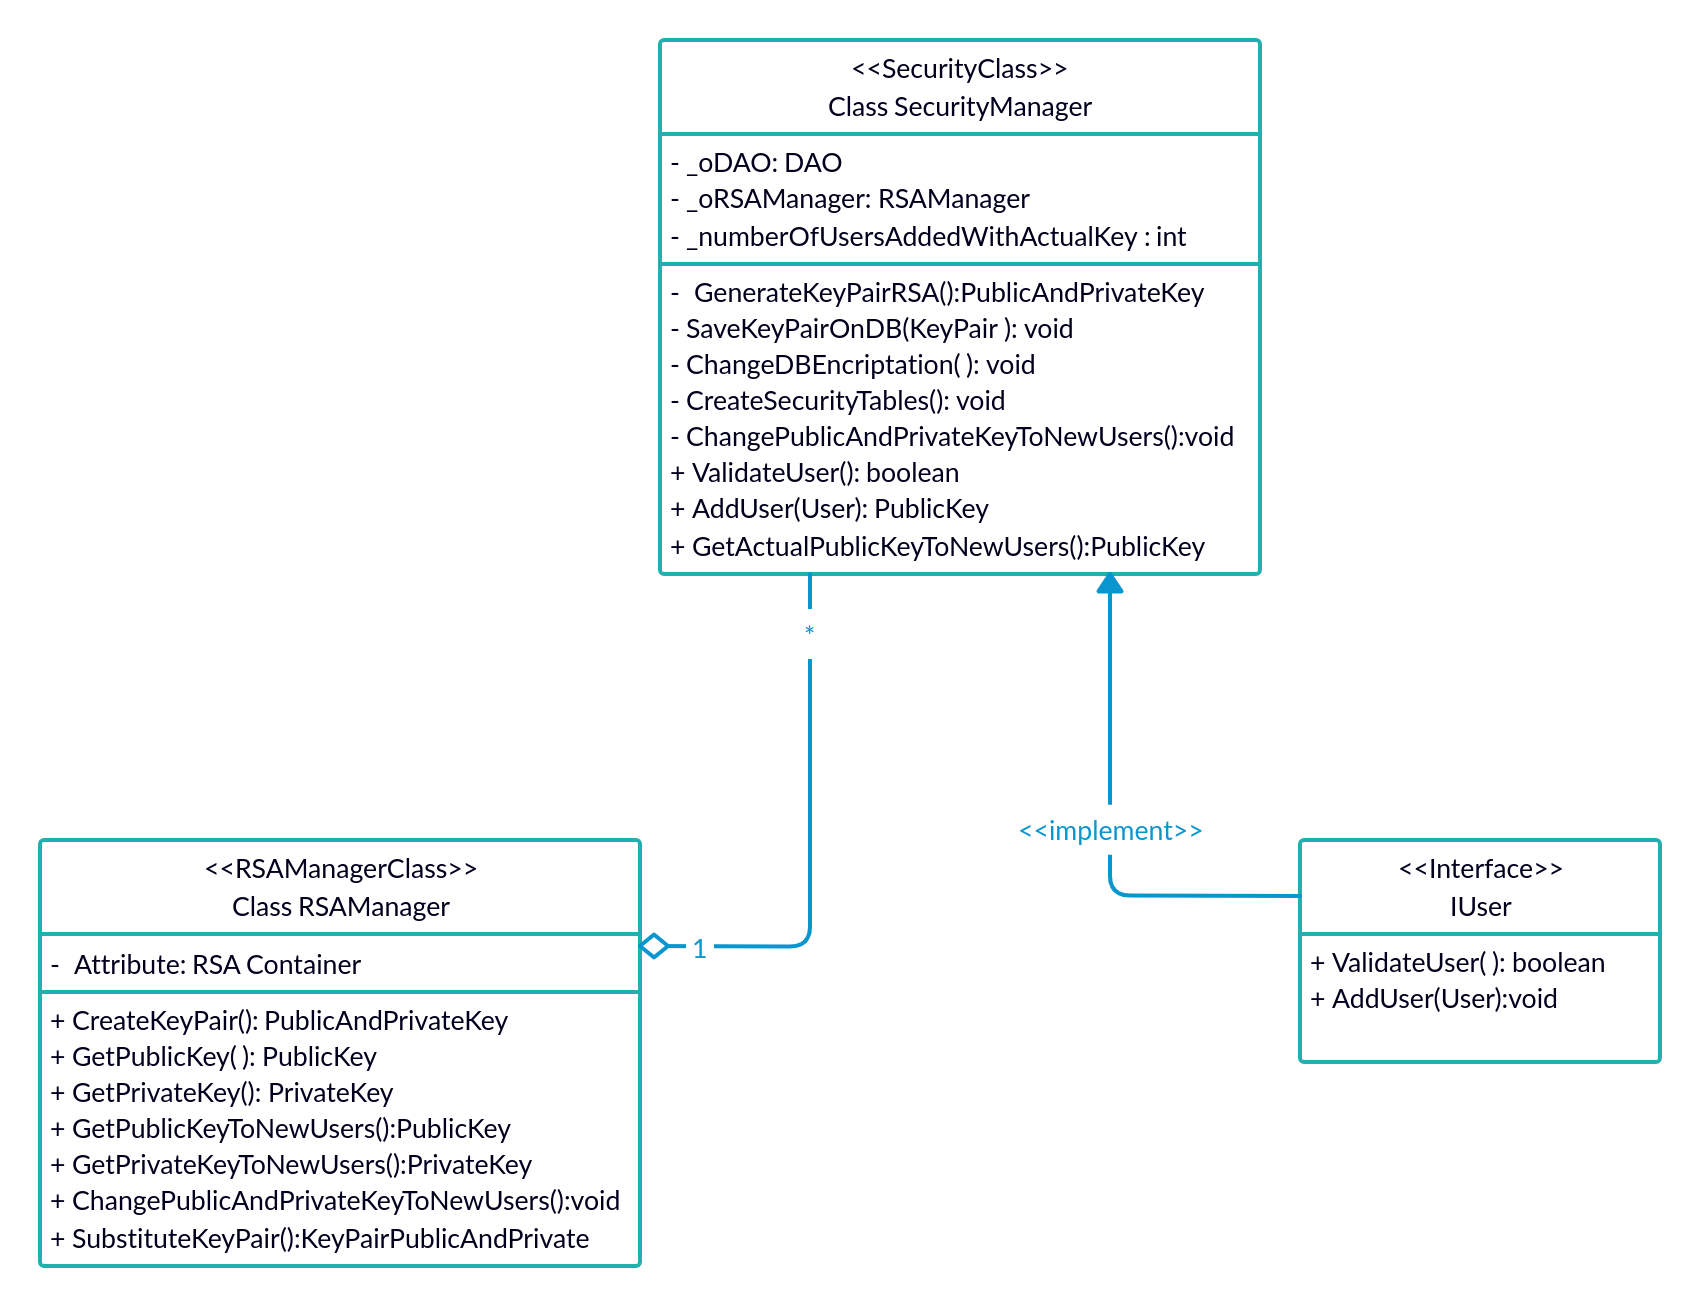 <<SecurityClass>>
Class SecurityManager
- _oDAO: DAO
- _oRSAManager: RSAManager
- _numberOfUsersAddedWithActualKey : int
- GenerateKeyPairRSA():PublicAndPrivateKey
- SaveKeyPairOnDB(KeyPair ): void
- ChangeDBEncriptation( ): void
- CreateSecurityTables(): void
- ChangePublicAndPrivateKeyToNewUsers():void
+ ValidateUser(): boolean
+ AddUser(User): PublicKey
+ GetActualPublicKeyToNewUsers():PublicKey
*
<<implement>>
<<RSAManagerClass>>
Class RSAManager
- Attribute: RSA Container
+ CreateKeyPair(): PublicAndPrivateKey
+ GetPublicKey( ): PublicKey
+ GetPrivateKey(): PrivateKey
+ GetPublicKeyToNewUsers():PublicKey
+ GetPrivateKeyToNewUsers():PrivateKey
+ ChangePublicAndPrivateKeyToNewUsers():void
+ SubstituteKeyPair():KeyPairPublicAndPrivate
1
<<Interface>>
IUser
+ ValidateUser( ): boolean
+ AddUser(User):void